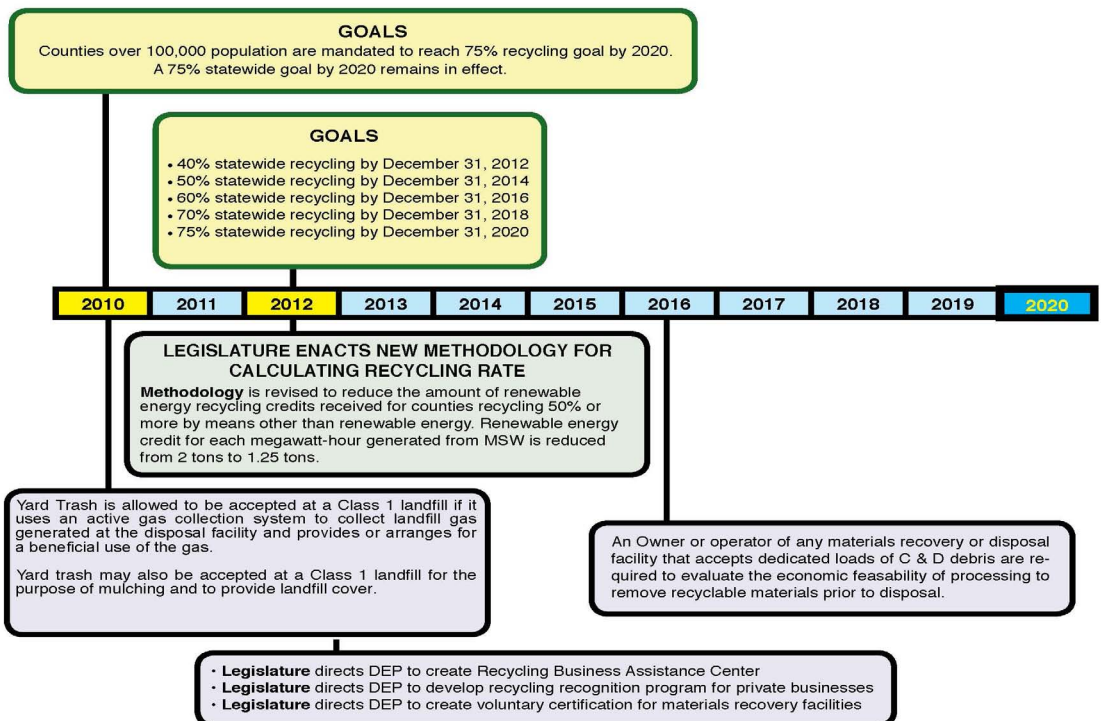 GOALS
Counties over 100,000 population are mandated to reach 75% recycling goal by 2020.
A 75% statewide goal by 2020 remains in effect.
GOALS
• 40% statewide recycling by December 31, 2012
• 50% statewide recycling by December 31, 2014
• 60% statewide recycling by December 31, 2016
• 70% statewide recycling by December 31, 2018
• 75% statewide recycling by December 31, 2020
2010 2011 2012 2013 2014 2015 2016 2017 2018 2019 2020
LEGISLATURE ENACTS NEW METHODOLOGY FOR
CALCULATING RECYCLING RATE
Methodology is revised to reduce the amount of renewable
energy recycling credits received for counties recycling 50% or
more by means other than renewable energy. Renewable energy
credit for each megawatt-hour generated from MSW is reduced
from 2 tons to 1.25 tons.
Yard Trash is allowed to be accepted at a Class 1 landfill if it
uses an active gas collection system to collect landfill gas
generated at the disposal facility and provides or arranges for
a beneficial use of the gas.
Yard trash may also be accepted at a Class 1 landfill for the
purpose of mulching and to provide landfill cover.
An Owner or operator of any materials recovery or disposal
facility that accepts dedicated loads of C & D debris are re-
quired to evaluate the economic feasability of processing to
remove recyclable materials prior to disposal.
• Legislature directs DEP to create Recycling Business Assistance Center
• Legislature directs DEP to develop recycling recognition program for private businesses
• Legislature directs DEP to create voluntary certification for materials recovery facilities